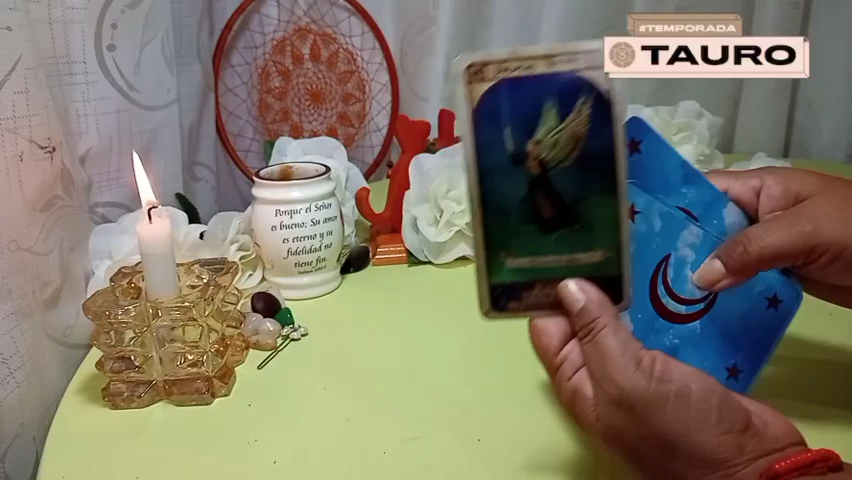 #TEMPORADA
TAURO
Porque el Señor
es bueno; Su amor
es eterno y su
fidelidad no
tiene fin